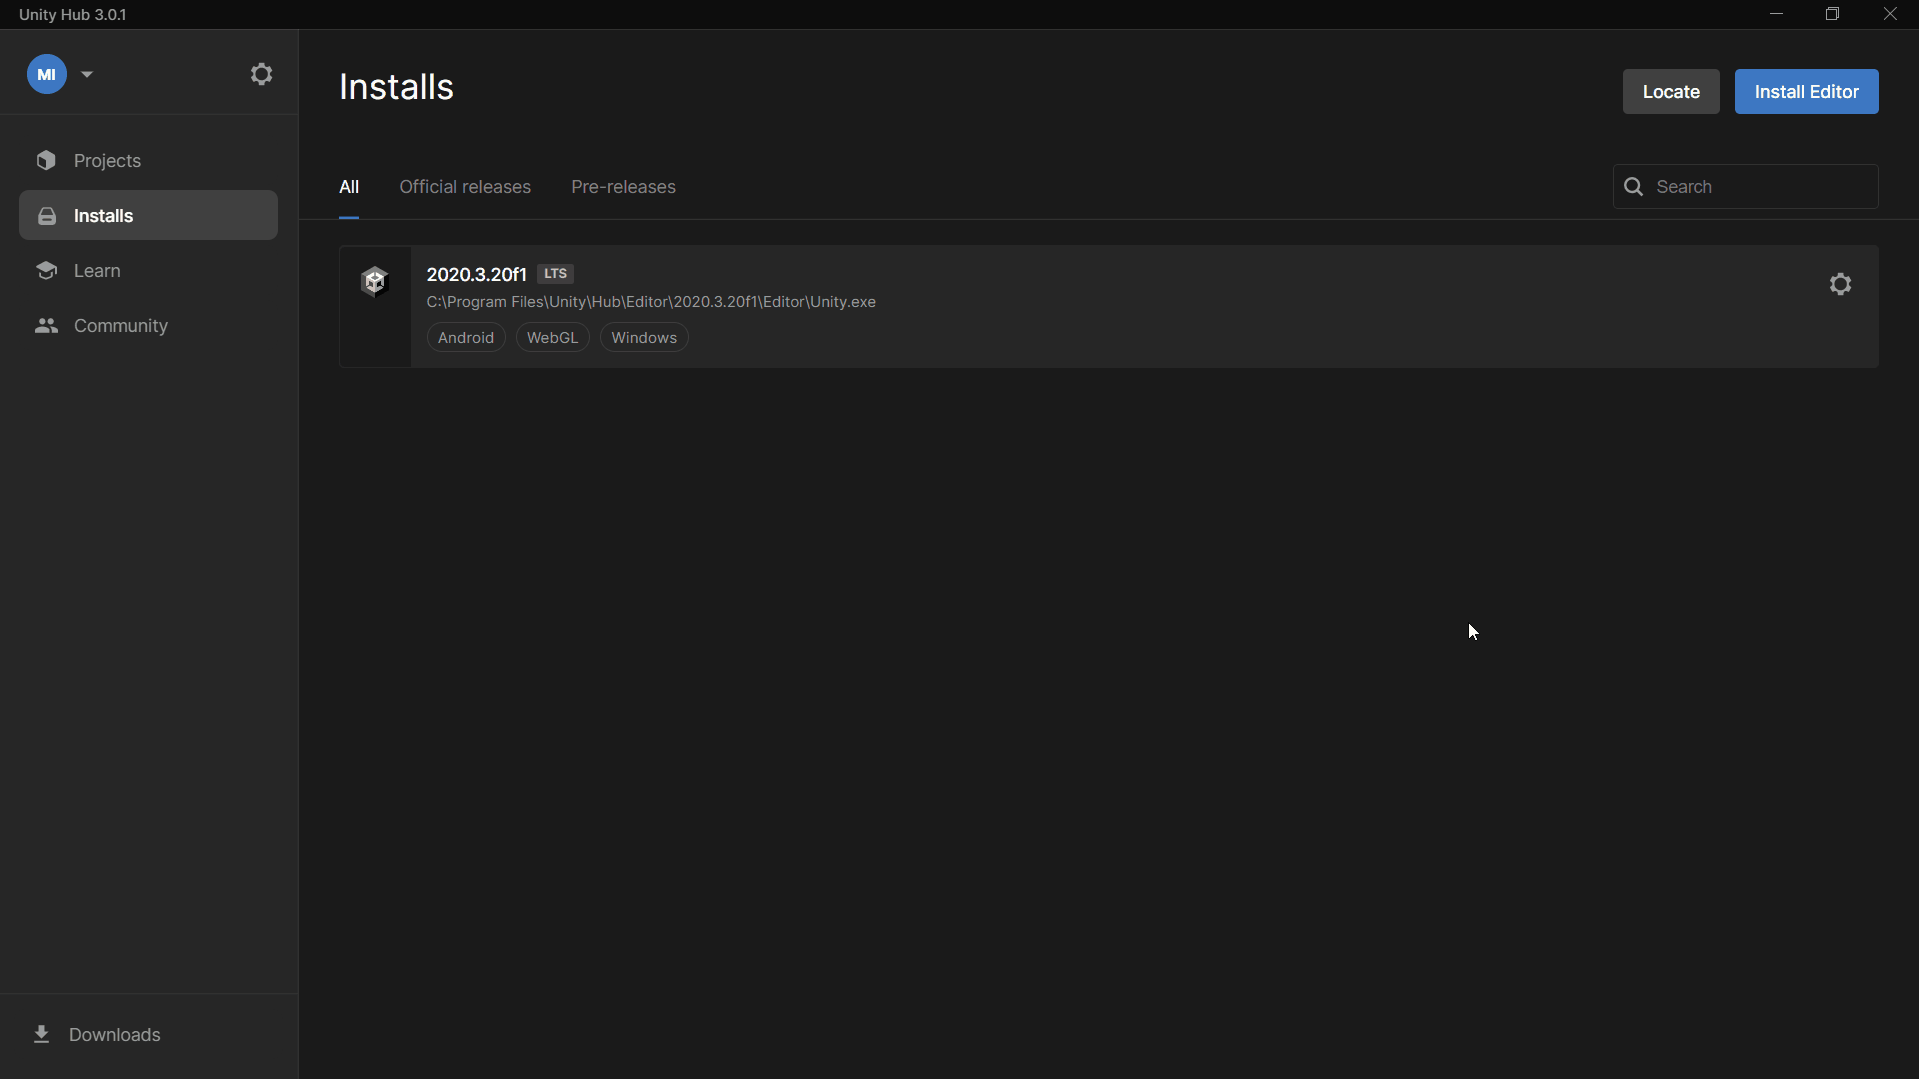 Unity Hub 3.0.1
MI
Projects
Installs
Learn
Community
Downloads
Installs
Locate
Install Editor
All
Official releases
Pre-releases
Search
2020.3.20f1 LTS
C:\Program Files\Unity\Hub\Editor\2020.3.20f1\Editor\Unity.exe
Android
WebGL
Windows